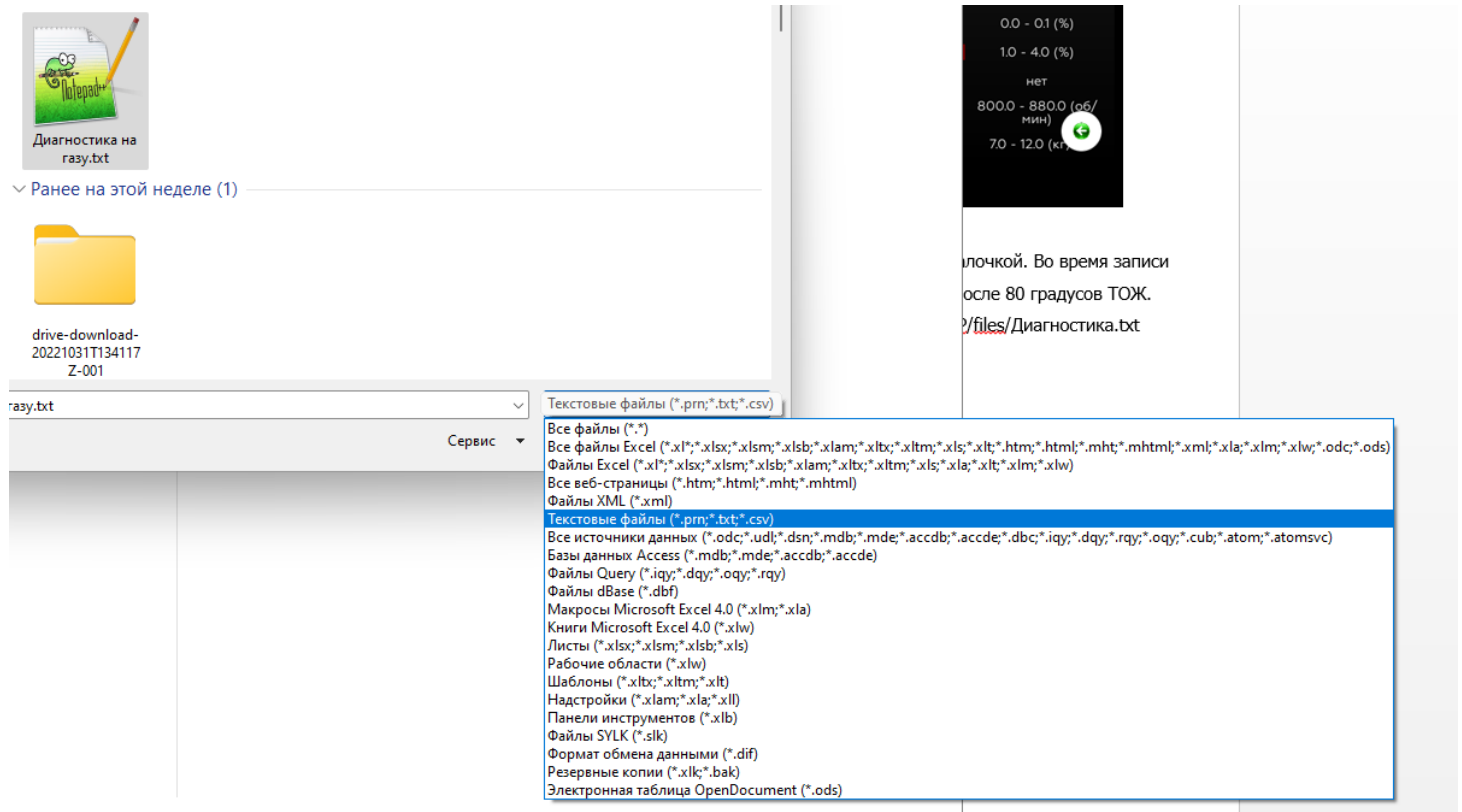 Notepad++
Диагностика на
газу.txt
Ранее на этой неделе (1)
drive-download-
20221031T134117
Z-001
газу.txt
Текстовые файлы (*.prn;*.txt;*.csv)
Сервис
Все файлы (*.*)
Все файлы Excel (*.xl*;*.xlsx;*.xlsm;*.xlsb;*.xlam;*.xltx;*.xltm;*.xls;*.xlt;*.htm;*.html;*.mht;*.mhtml;*.xml;*.xla;*.xlm;*.xlw;*.odc;*.ods)
Файлы Excel (*.xl*;*.xlsx;*.xlsm;*.xlsb;*.xlam;*.xltx;*.xltm;*.xls;*.xla;*.xlt;*.xlm;*.xlw)
Все веб-страницы (*.htm;*.html;*.mht;*.mhtml)
Файлы XML (*.xml)
Текстовые файлы (*.prn;*.txt;*.csv)
Все источники данных (*.odc;*.udl;*.dsn;*.mdb;*.mde;*.accdb;*.accde;*.dbc;*.iqy;*.dqy;*.rqy;*.oqy;*.cub;*.atom;*.atomsvc)
Базы данных Access (*.mdb;*.mde;*.accdb;*.accde)
Файлы Query (*.iqy;*.dqy;*.oqy;*.rqy)
Файлы dBase (*.dbf)
Макросы Microsoft Excel 4.0 (*.xlm;*.xla)
Книги Microsoft Excel 4.0 (*.xlw)
Листы (*.xlsx;*.xlsm;*.xlsb;*.xls)
Рабочие области (*.xlw)
Шаблоны (*.xltx;*.xltm;*.xlt)
Надстройки (*.xlam;*.xla;*.xll)
Панели инструментов (*.xlb)
Файлы SYLK (*.slk)
Формат обмена данными (*.dif)
Резервные копии (*.xlk;*.bak)
Электронная таблица OpenDocument (*.ods)
0.0 - 0.1 (%)
1.0 - 4.0 (%)
нет
800.0 - 880.0 (об/
мин)
7.0 - 12.0 (кг/
лочкой. Во время записи
осле 80 градусов ТОЖ.
/files/Диагностика.txt